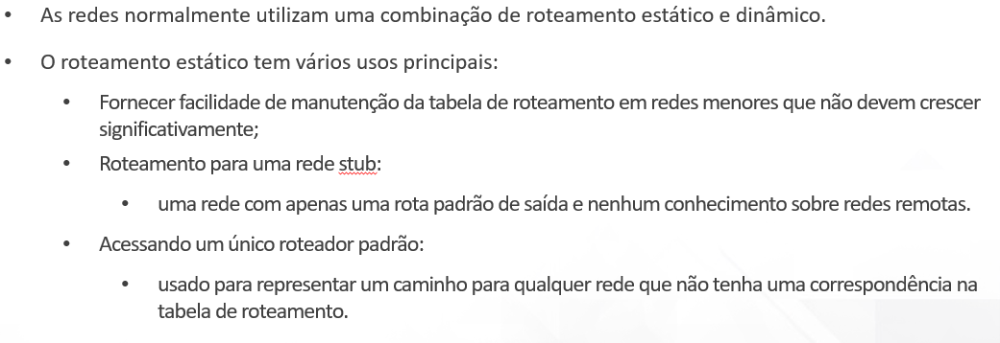 • As redes normalmente utilizam uma combinação de roteamento estático e dinâmico.
• O roteamento estático tem vários usos principais:
• Fornecer facilidade de manutenção da tabela de roteamento em redes menores que não devem crescer
significativamente;
• Roteamento para uma rede stub:
• uma rede com apenas uma rota padrão de saída e nenhum conhecimento sobre redes remotas.
• Acessando um único roteador padrão:
• usado para representar um caminho para qualquer rede que não tenha uma correspondência na
tabela de roteamento.